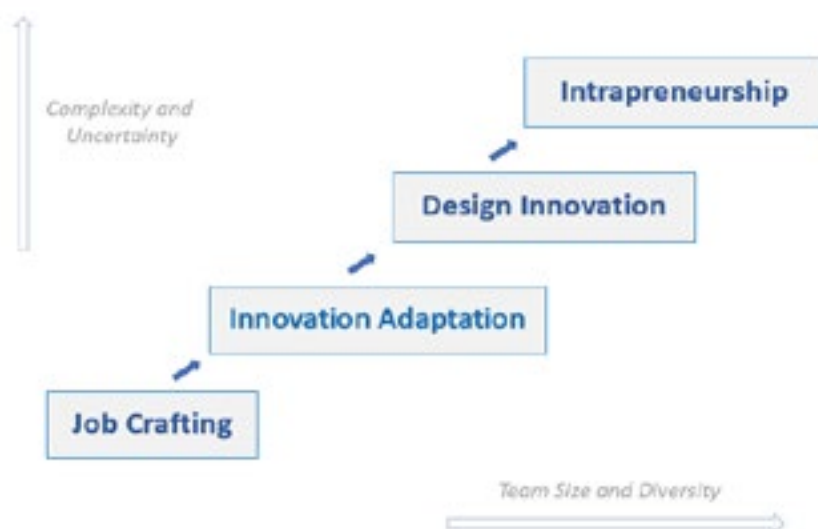 Intrapreneurship
Complexity and
Uncertainty
Design Innovation
Innovation Adaptation
Job Crafting
Team Size and Diversity